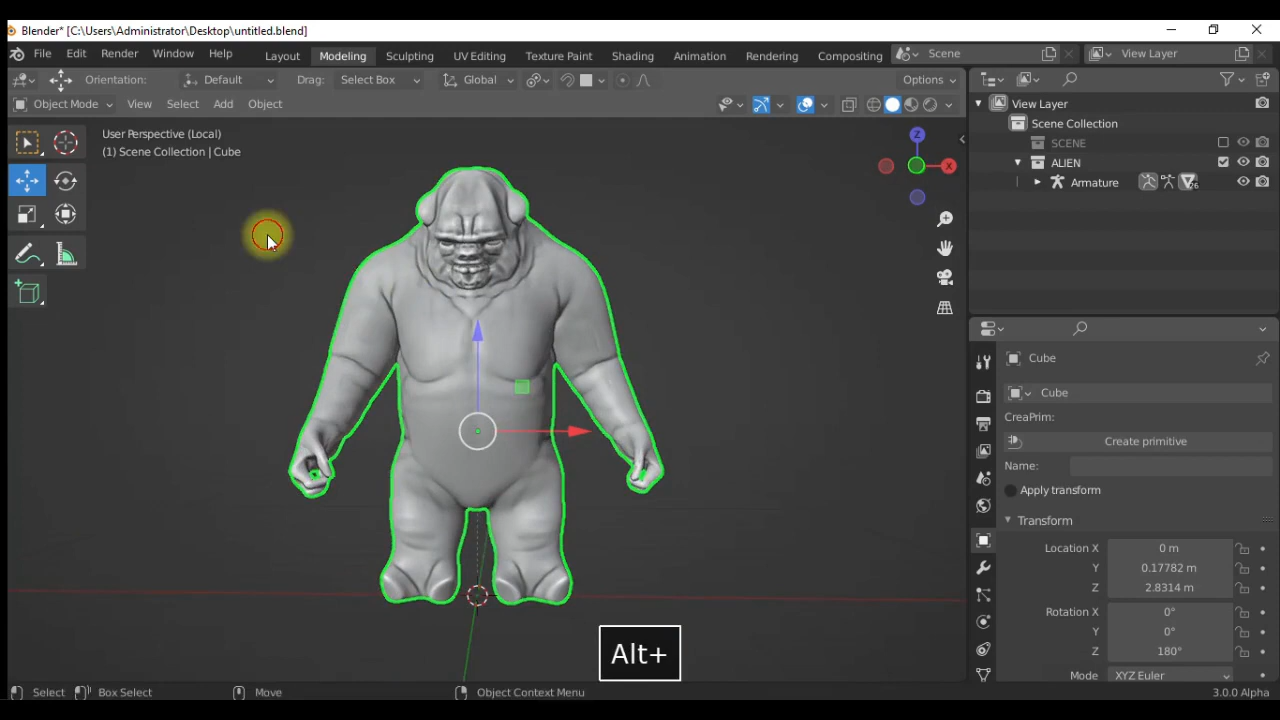 Blender* [C:\Users\Administrator\Desktop\untitled.blend]
File Edit Render Window Help Layout Modeling Sculpting UV Editing Texture Paint Shading Animation Rendering Compositing Scene View Layer
Orientation: Default Drag: Select Box Global Options
Object Mode View Select Add Object
View Layer
User Perspective (Local)
(1) Scene Collection | Cube
Scene Collection
SCENE
ALIEN
Armature
Z
X
Cube
Cube
CreaPrim:
Create primitive
Name:
Apply transform
Transform
Location X 0 m
Y 0.17782 m
Z 2.8314 m
Rotation X 0°
Y 0°
Z 180°
Mode XYZ Euler
Alt+
Select Box Select Move Object Context Menu 3.0.0 Alpha